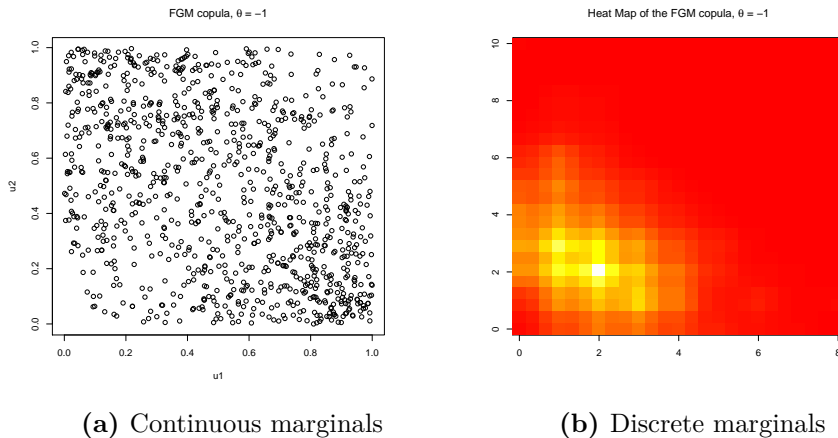 FGM copula, θ = −1
u2
0.0 0.2 0.4 0.6 0.8 1.0
0.0 0.2 0.4 0.6 0.8 1.0
u1
(a) Continuous marginals
Heat Map of the FGM copula, θ = −1
0 2 4 6 8 10
0 2 4 6 8
(b) Discrete marginals